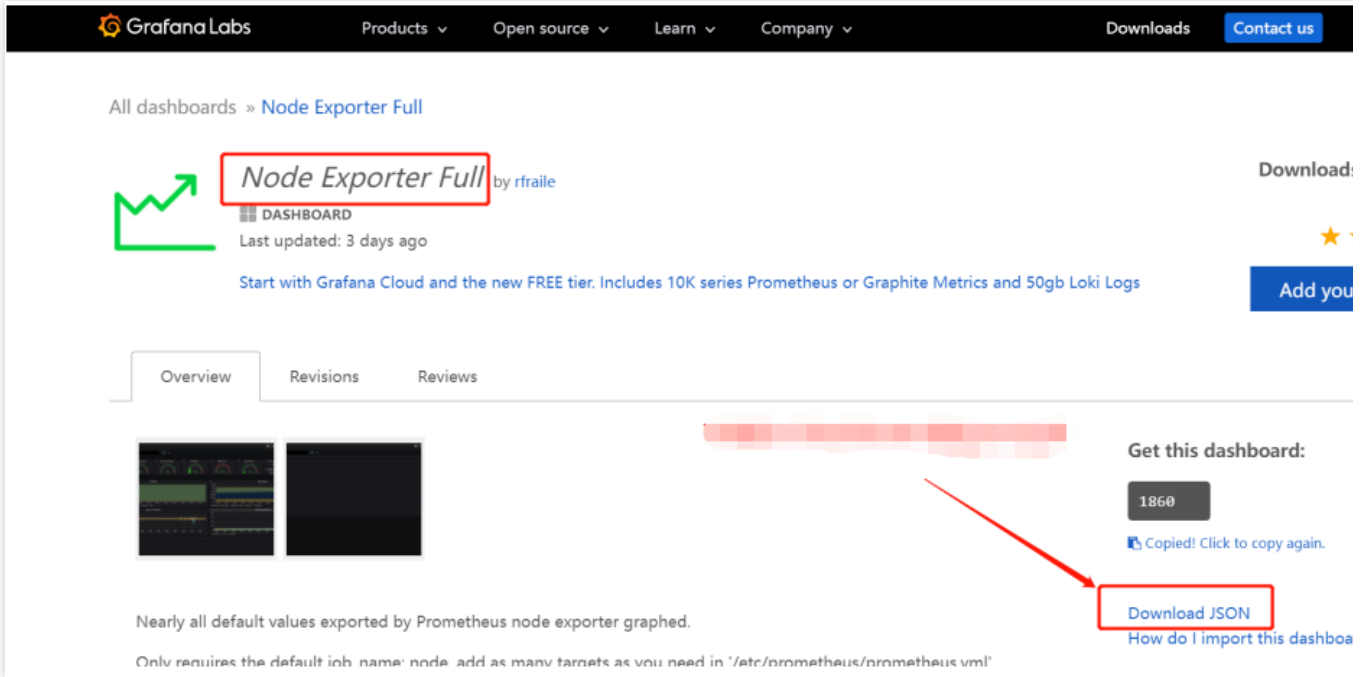 Grafana Labs Products Open source Learn Company Downloads Contact us
All dashboards » Node Exporter Full
Node Exporter Full by rfraile
Downloads
DASHBOARD
Last updated: 3 days ago
Start with Grafana Cloud and the new FREE tier. Includes 10K series Prometheus or Graphite Metrics and 50gb Loki Logs
Add you
Overview Revisions Reviews
Get this dashboard:
1860
Copied! Click to copy again.
Download JSON
How do I import this dashboa
Nearly all default values exported by Prometheus node exporter graphed.
Only requires the default job_name: node, add as many targets as you need in '/etc/prometheus/prometheus.yml'